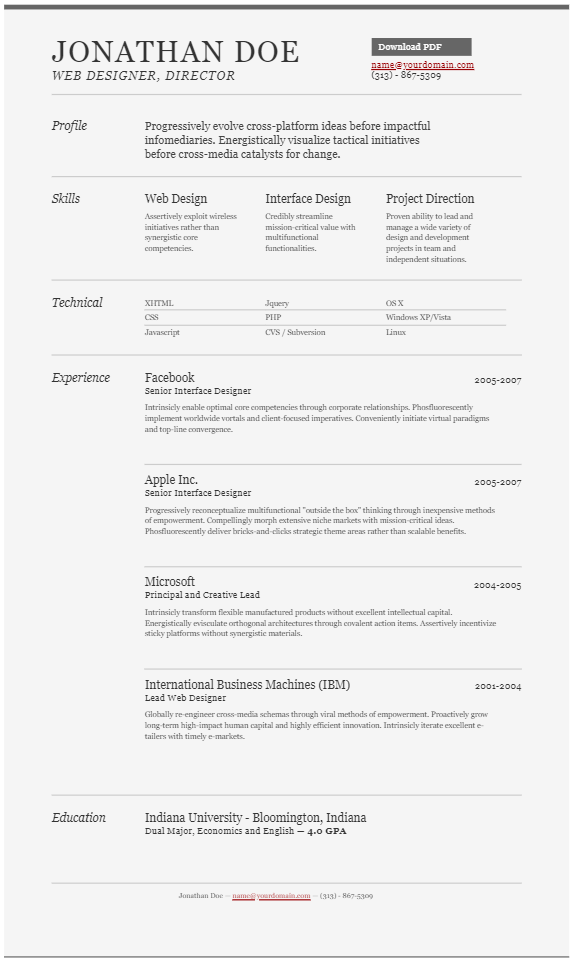 JONATHAN DOE
WEB DESIGNER, DIRECTOR
Download PDF
name@yourdomain.com
(313) - 867-5309
Profile
Progressively evolve cross-platform ideas before impactful
infomediaries. Energistically visualize tactical initiatives
before cross-media catalysts for change.
Skills
Web Design
Assertively exploit wireless
initiatives rather than
synergistic core
competencies.
Interface Design
Credibly streamline
mission-critical value with
multifunctional
functionalities.
Project Direction
Proven ability to lead and
manage a wide variety of
design and development
projects in team and
independent situations.
Technical
XHTML Jquery OS X
CSS PHP Windows XP/Vista
Javascript CVS / Subversion Linux
Experience
Facebook 2005-2007
Senior Interface Designer
Intrinsicly enable optimal core competencies through corporate relationships. Phosfluorescently
implement worldwide vortals and client-focused imperatives. Conveniently initiate virtual paradigms
and top-line convergence.
Apple Inc. 2005-2007
Senior Interface Designer
Progressively reconceptualize multifunctional "outside the box" thinking through inexpensive methods
of empowerment. Compellingly morph extensive niche markets with mission-critical ideas.
Phosfluorescently deliver bricks-and-clicks strategic theme areas rather than scalable benefits.
Microsoft 2004-2005
Principal and Creative Lead
Intrinsicly transform flexible manufactured products without excellent intellectual capital.
Energistically evisculate orthogonal architectures through covalent action items. Assertively incentivize
sticky platforms without synergistic materials.
International Business Machines (IBM) 2001-2004
Lead Web Designer
Globally re-engineer cross-media schemas through viral methods of empowerment. Proactively grow
long-term high-impact human capital and highly efficient innovation. Intrinsicly iterate excellent e-
tailers with timely e-markets.
Education
Indiana University - Bloomington, Indiana
Dual Major, Economics and English — 4.0 GPA
Jonathan Doe — name@yourdomain.com — (313) - 867-5309